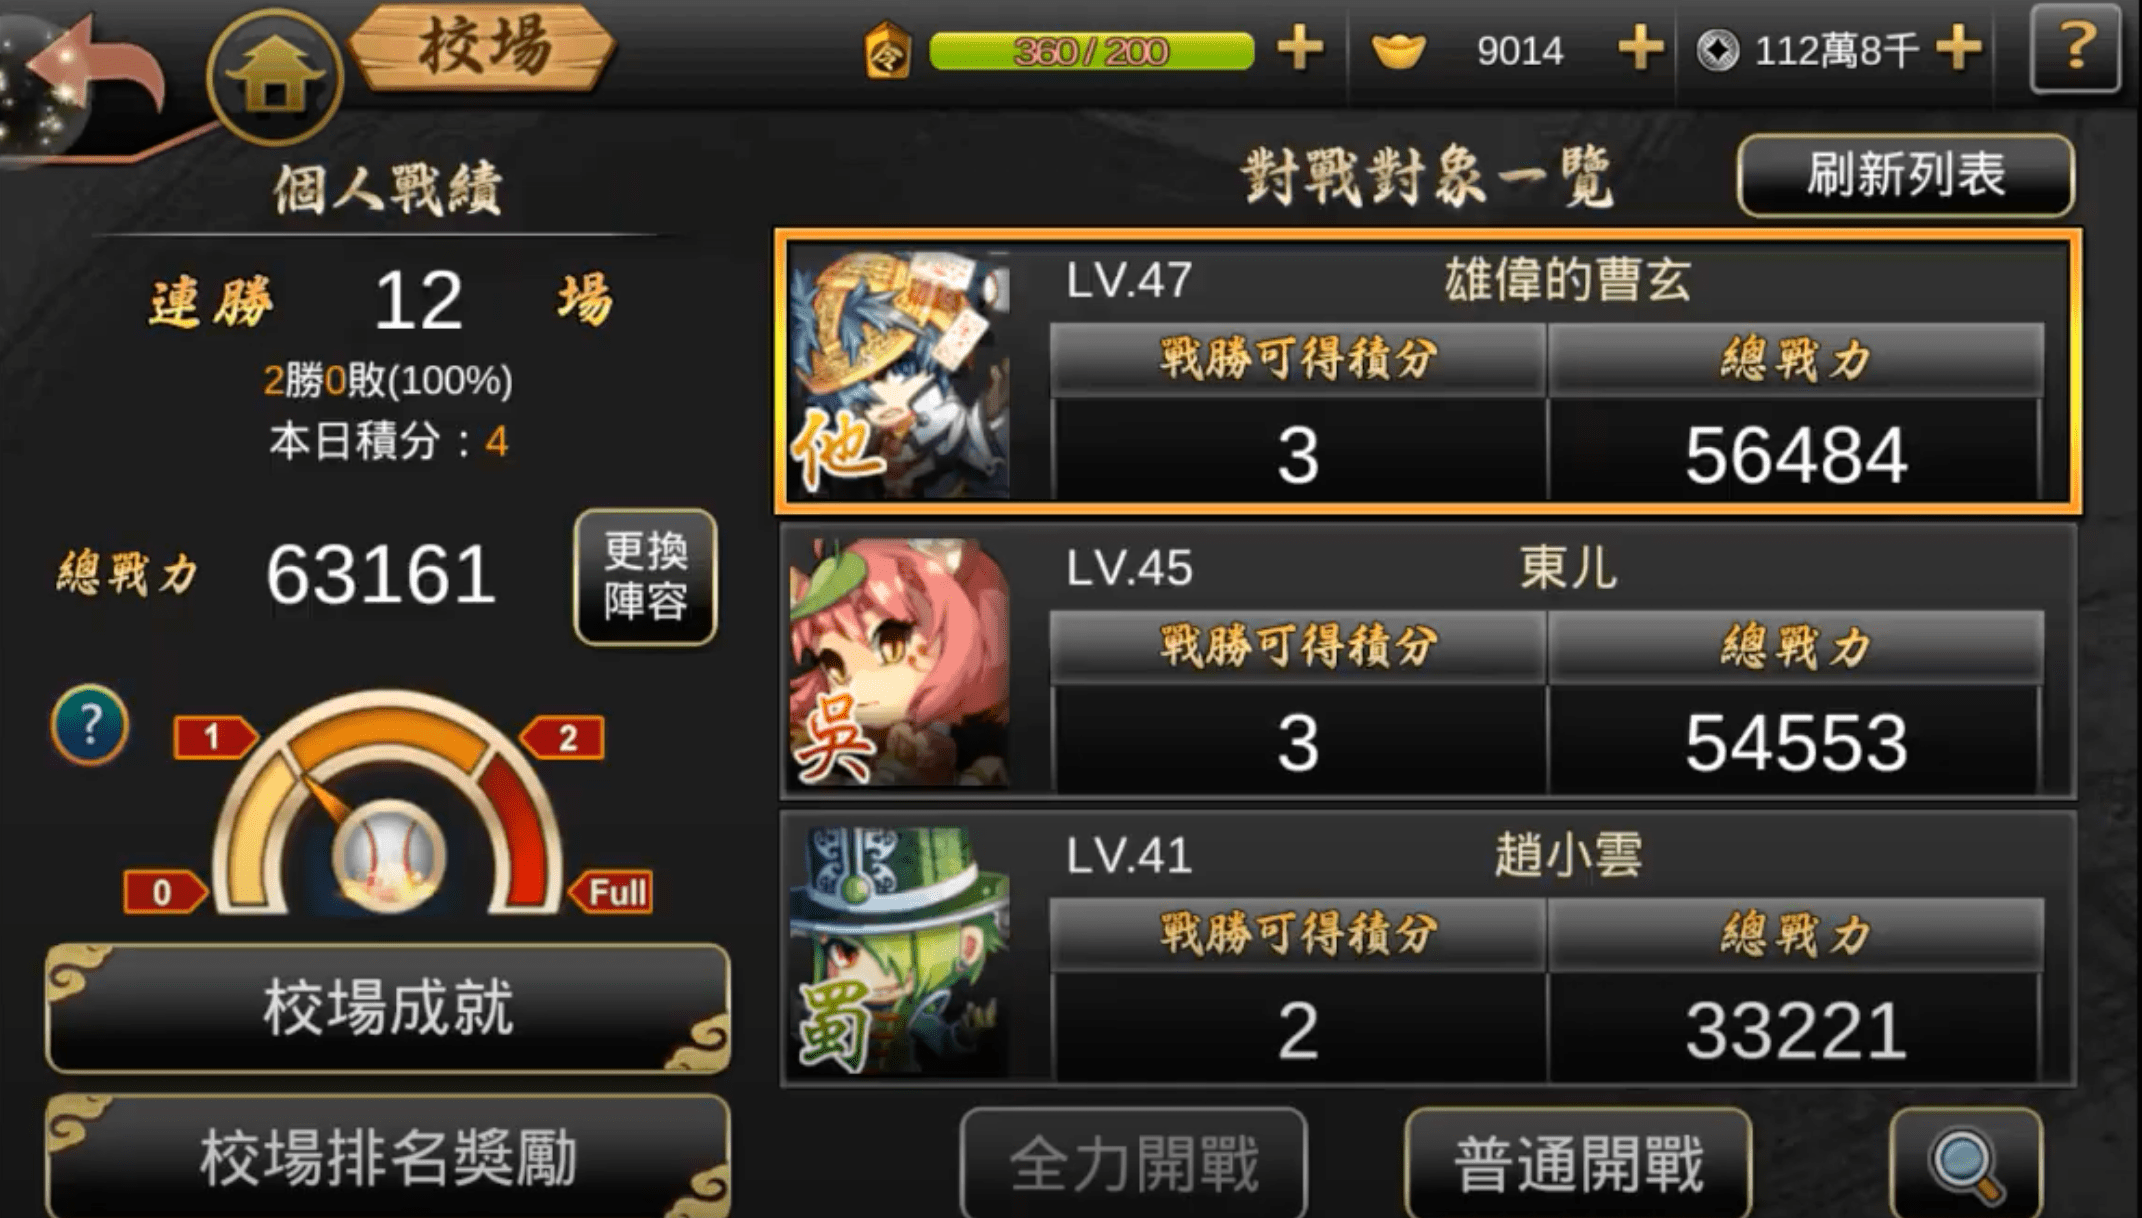 校場
令
360/200
9014
112萬8千
?
個人戰績
連勝 12 場
2勝0敗(100%)
本日積分：4
總戰力 63161
更換
陣容
?
1
2
0
Full
校場成就
校場排名獎勵
對戰對象一覽
刷新列表
LV.47 雄偉的曹玄
他
戰勝可得積分 總戰力
3 56484
LV.45 東儿
吳
戰勝可得積分 總戰力
3 54553
LV.41 趙小雲
蜀
戰勝可得積分 總戰力
2 33221
全力開戰
普通開戰